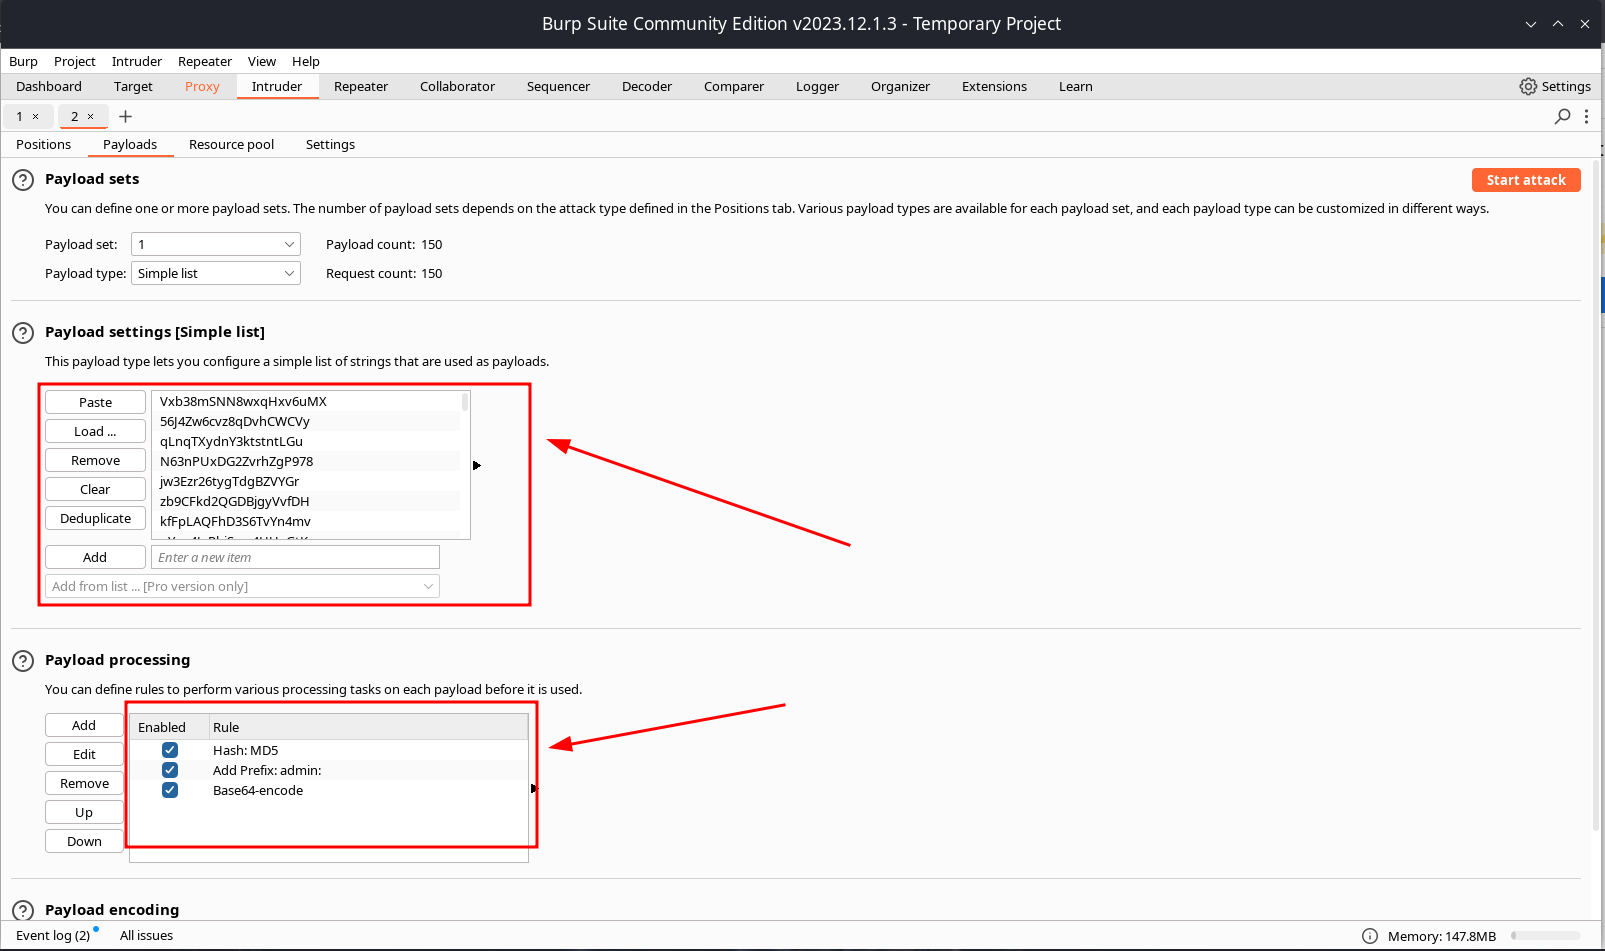 Burp Suite Community Edition v2023.12.1.3 - Temporary Project
Burp Project Intruder Repeater View Help
Dashboard Target Proxy Intruder Repeater Collaborator Sequencer Decoder Comparer Logger Organizer Extensions Learn Settings
1 × 2 × +
Positions Payloads Resource pool Settings
? Payload sets Start attack
You can define one or more payload sets. The number of payload sets depends on the attack type defined in the Positions tab. Various payload types are available for each payload set, and each payload type can be customized in different ways.
Payload set: 1 Payload count: 150
Payload type: Simple list Request count: 150
? Payload settings [Simple list]
This payload type lets you configure a simple list of strings that are used as payloads.
Paste Vxb38mSNN8wxqHxv6uMX
56J4Zw6cvz8qDvhCWCVy
Load ...
qLnqTXydnY3ktstntLGu
Remove N63nPUxDG2ZvrhZgP978
jw3Ezr26tygTdgBZVYGr
Clear
zb9CFkd2QGDBjgyVvfDH
Deduplicate kfFpLAQFhD3S6TvYn4mv
Add Enter a new item
Add from list ... [Pro version only]
? Payload processing
You can define rules to perform various processing tasks on each payload before it is used.
Add Enabled Rule
Edit Hash: MD5
Add Prefix: admin:
Remove Base64-encode
Up
Down
? Payload encoding
Event log (2) All issues Memory: 147.8MB